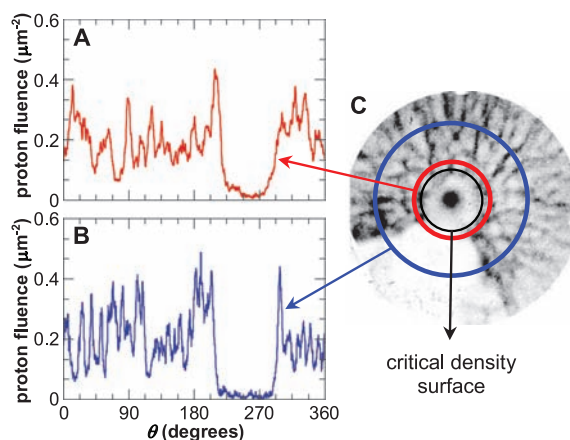 0.6
A
0.4
0.2
0.0
proton fluence (μm⁻²)
0.6
B
0.4
0.2
0
proton fluence (μm⁻²)
0 90 180 270 360
θ (degrees)
C
critical density
surface